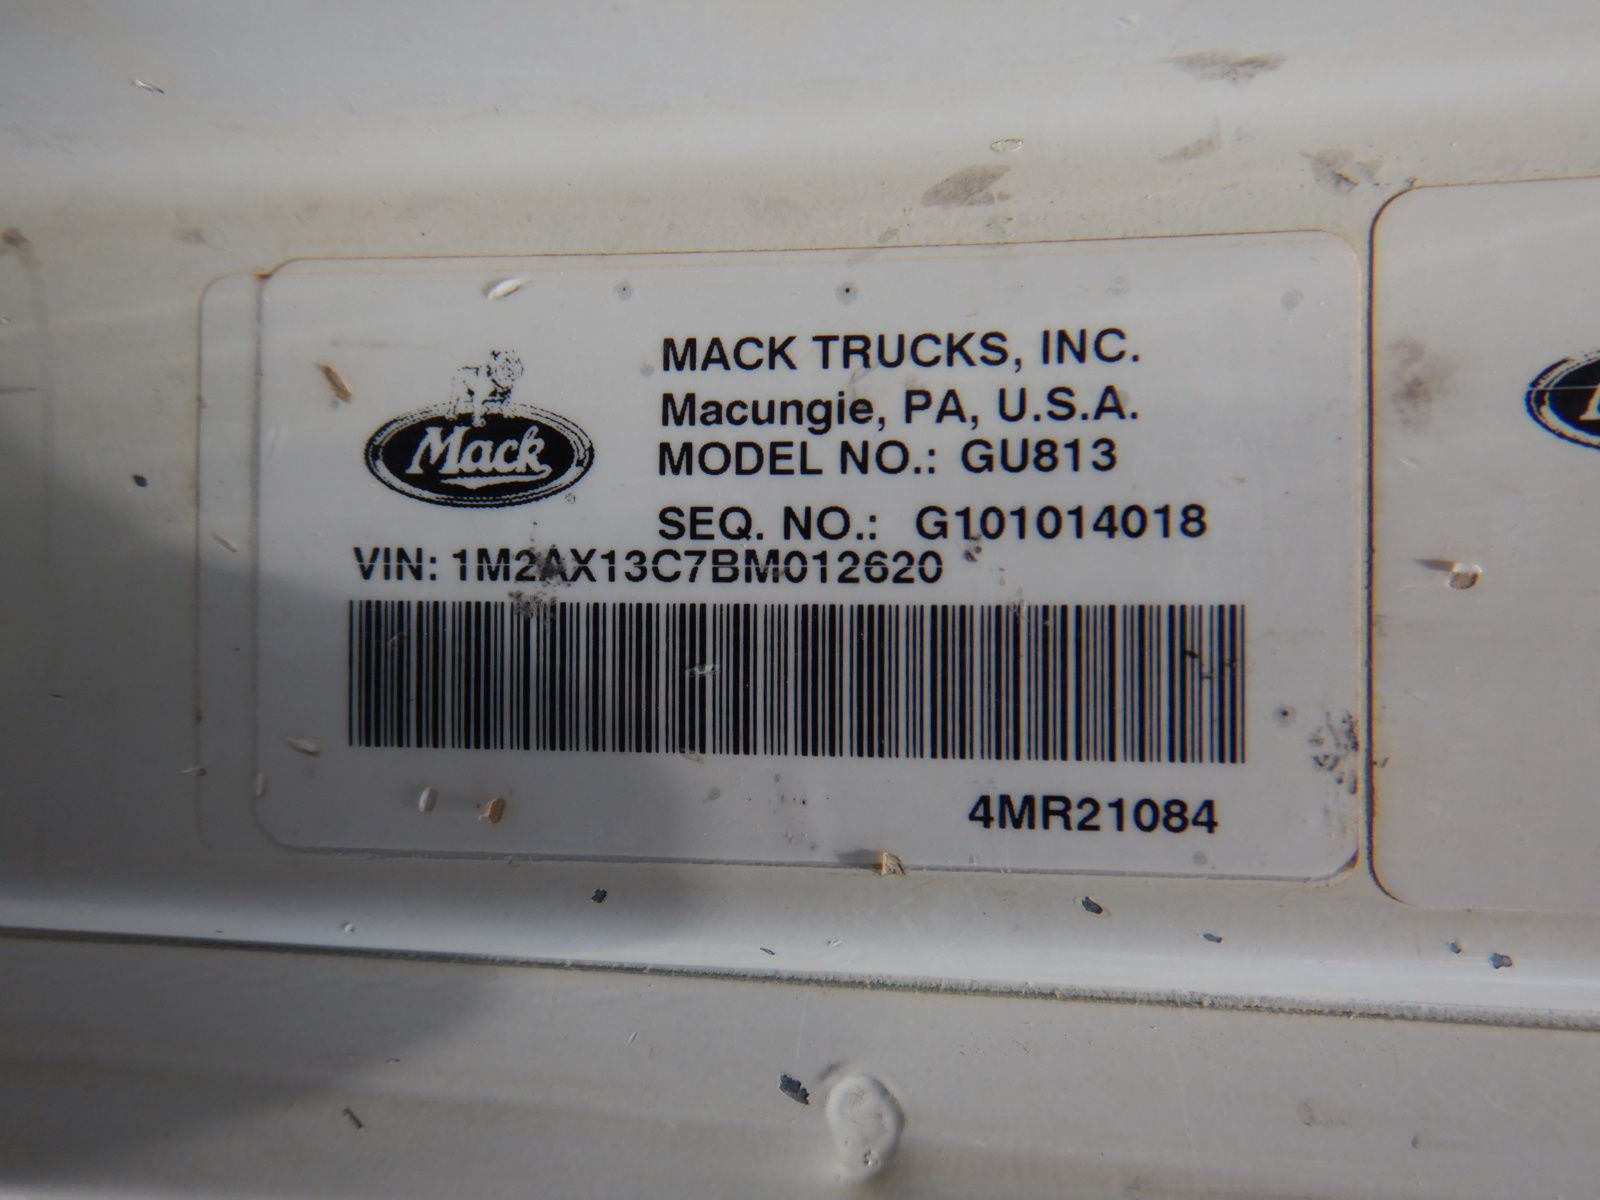 MACK TRUCKS, INC.
Macungie, PA, U.S.A.
Mack
MODEL NO.: GU813
SEQ. NO.: G101014018
VIN: 1M2AX13C7BM012620
4MR21084